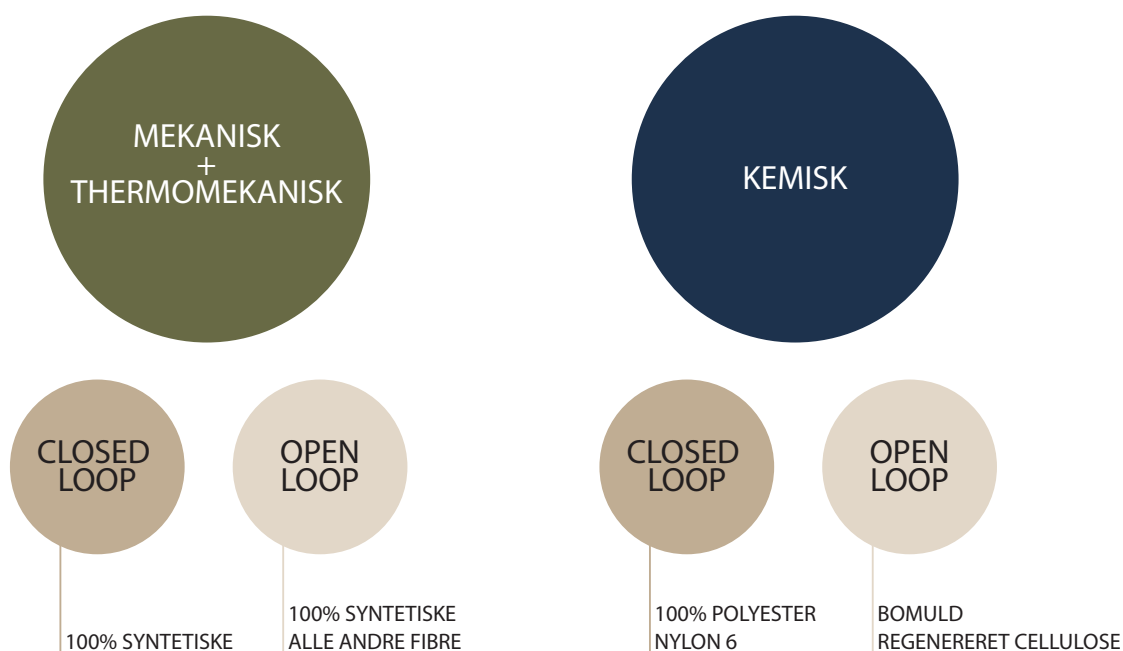 MEKANISK
+
THERMOMEKANISK
KEMISK
CLOSED
LOOP
OPEN
LOOP
CLOSED
LOOP
OPEN
LOOP
100% SYNTETISKE
100% SYNTETISKE
ALLE ANDRE FIBRE
100% POLYESTER
NYLON 6
BOMULD
REGENERERET CELLULOSE